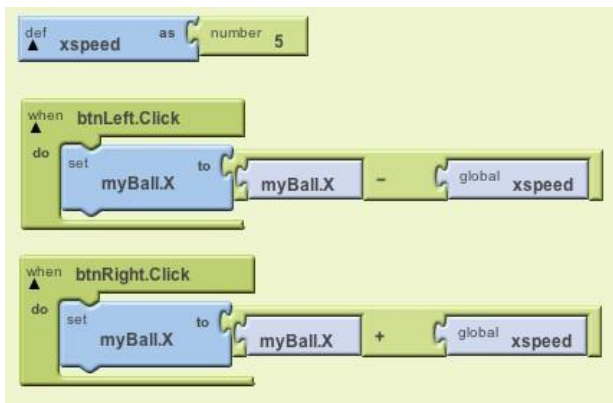 def xspeed as number 5
when btnLeft.Click
do set myBall.X to myBall.X - global xspeed
when btnRight.Click
do set myBall.X to myBall.X + global xspeed